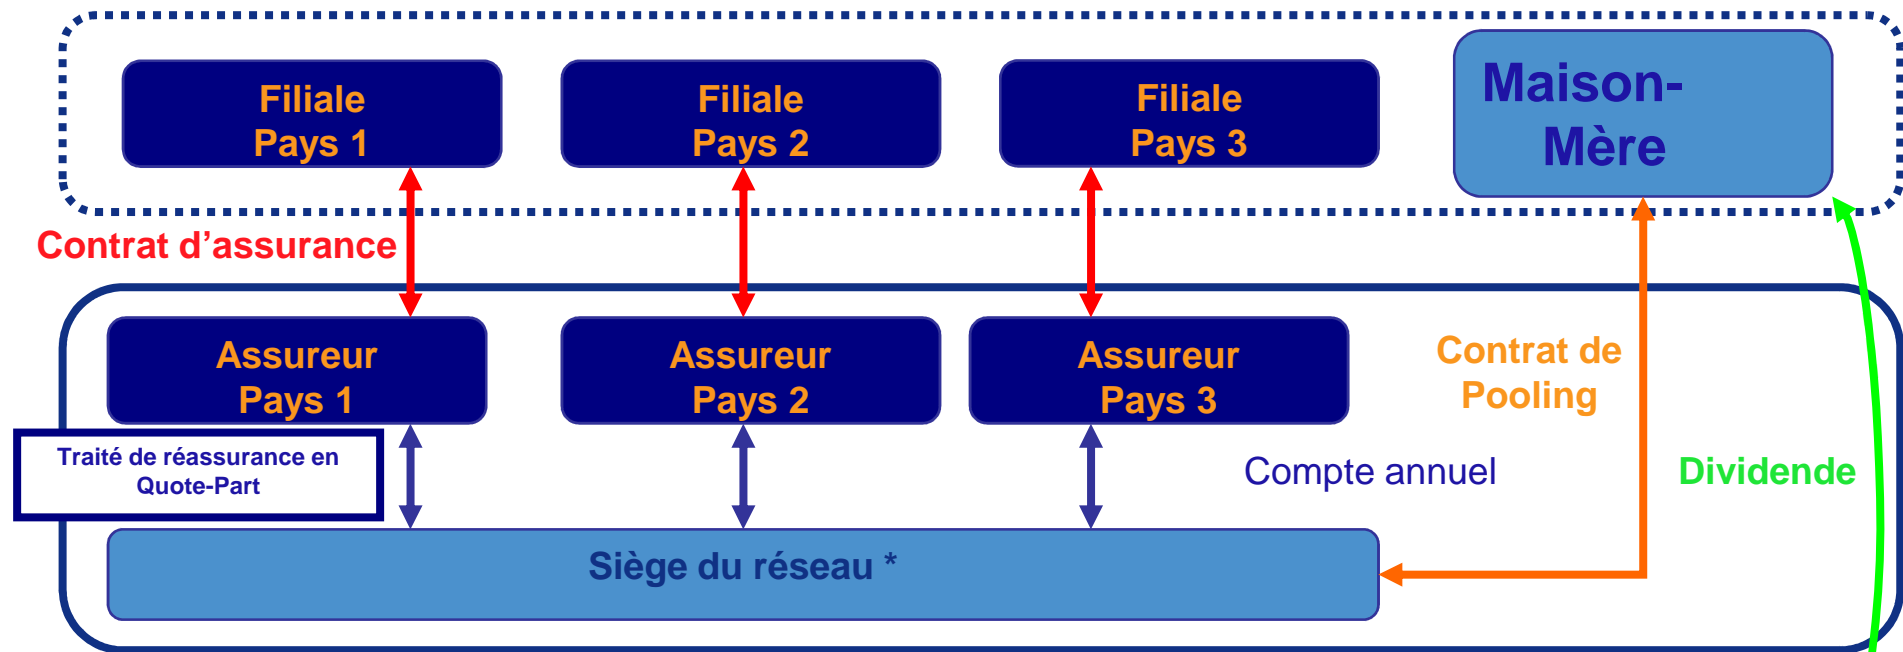 Filiale
Pays 1
Filiale
Pays 2
Filiale
Pays 3
Maison-
Mère
Contrat d’assurance
Assureur
Pays 1
Assureur
Pays 2
Assureur
Pays 3
Contrat de
Pooling
Traité de réassurance en
Quote-Part
Compte annuel
Dividende
Siège du réseau *